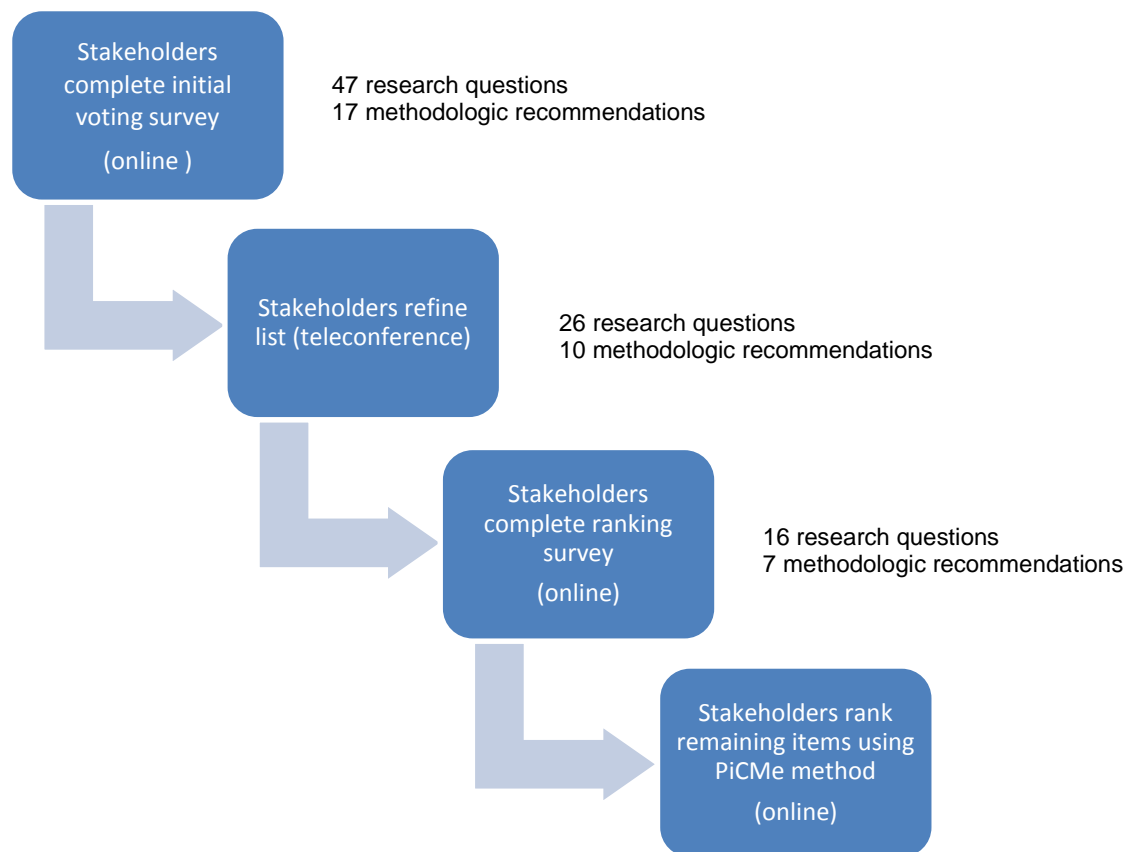 Stakeholders
complete initial
voting survey
(online )
47 research questions
17 methodologic recommendations
Stakeholders refine
list (teleconference)
26 research questions
10 methodologic recommendations
Stakeholders
complete ranking
survey
(online)
16 research questions
7 methodologic recommendations
Stakeholders rank
remaining items using
PiCMe method
(online)